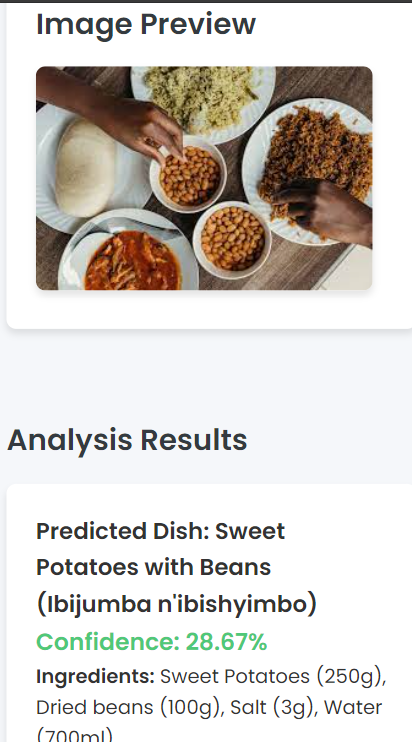 Image Preview
Analysis Results
Predicted Dish: Sweet
Potatoes with Beans
(Ibijumba n'ibishyimbo)
Confidence: 28.67%
Ingredients: Sweet Potatoes (250g),
Dried beans (100g), Salt (3g), Water
(700ml)